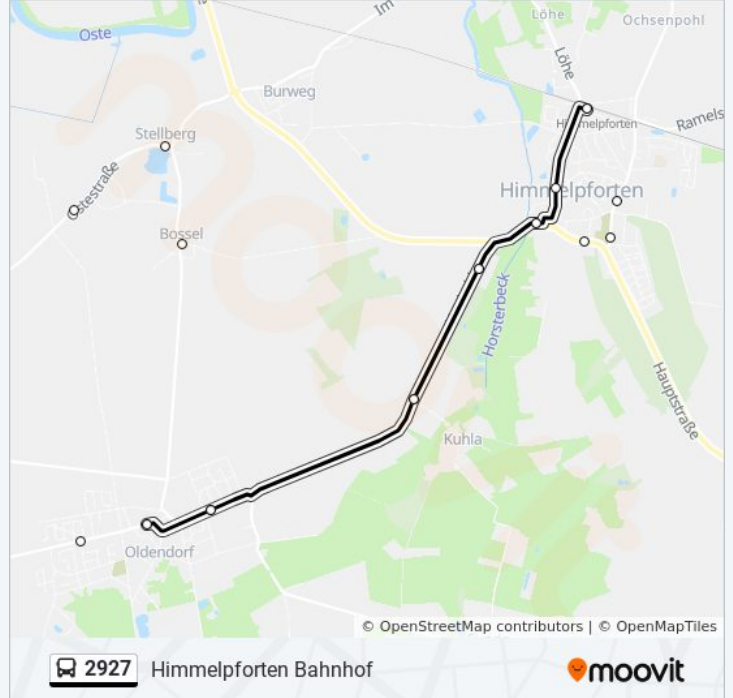 Im
Löhe
Ochsenpohl
Oste
Löhe
Burweg
Himmelpforten
Ramels
Stellberg
Ostestraße
Himmelpforten
Bossel
Horsterbeck
Hauptstraße
Kuhla
Oldendorf
© OpenStreetMap contributors | © OpenMapTiles
2927 Himmelpforten Bahnhof
moovit